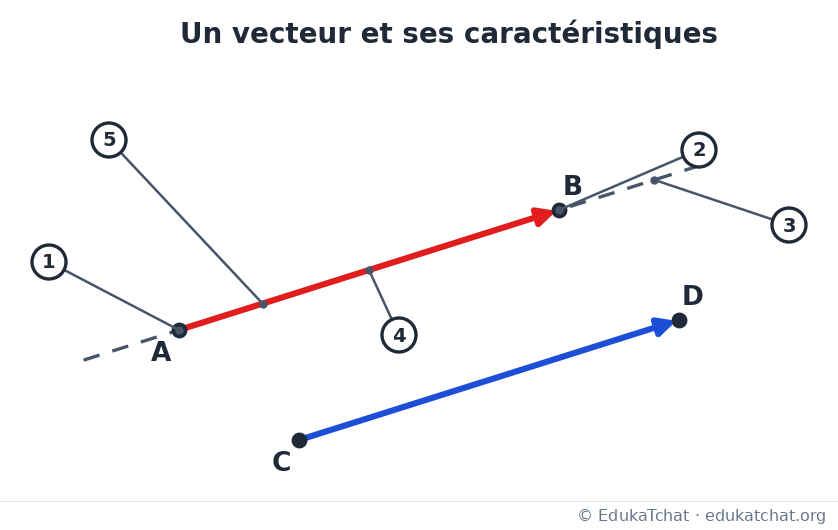 Un vecteur et ses caractéristiques
5
2
B
1
3
D
4
A
C
© EdukaTchat · edukatchat.org